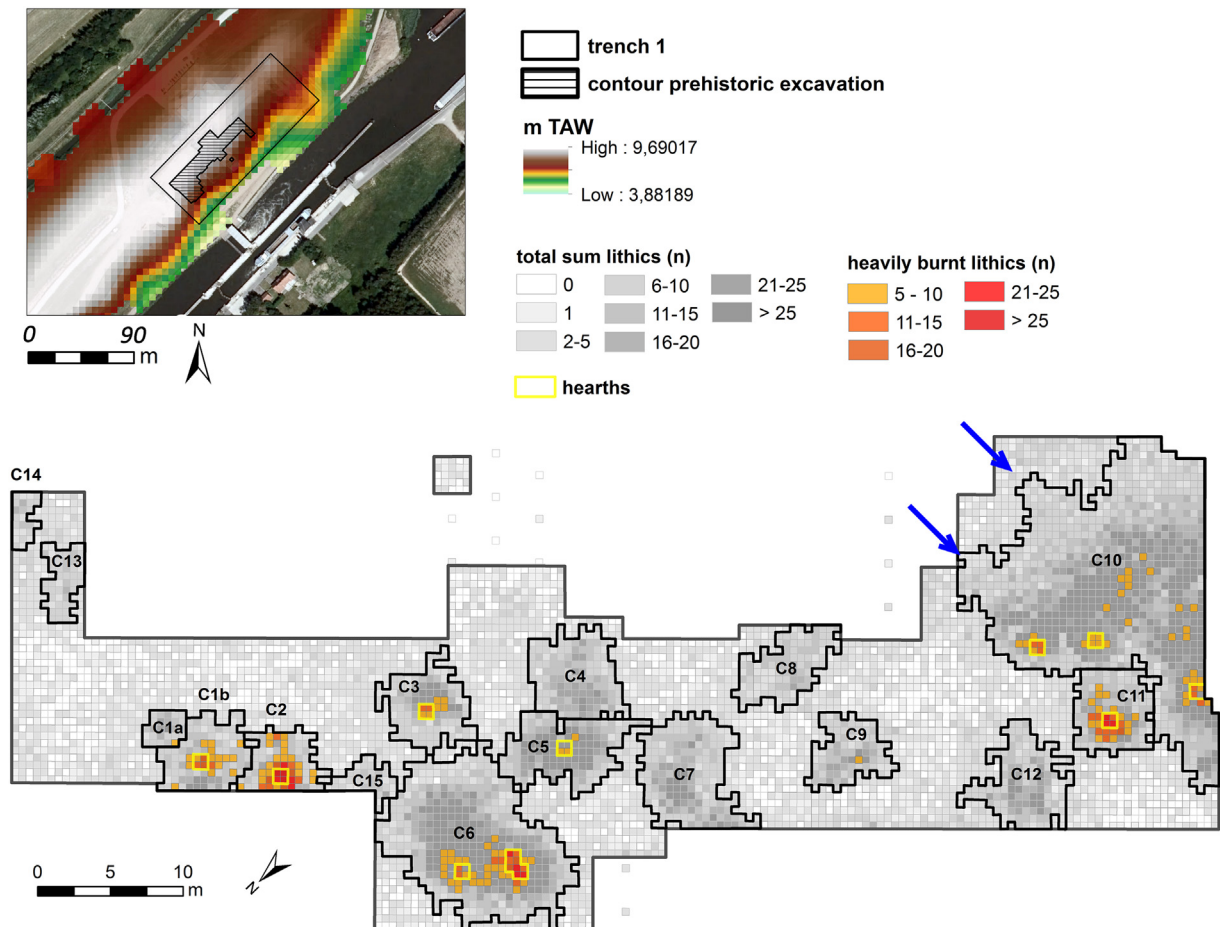 trench 1
contour prehistoric excavation
m TAW
High : 9,69017
Low : 3,88189
0 90
m
N
total sum lithics (n)
0 6-10 21-25
1 11-15 > 25
2-5 16-20
hearths
heavily burnt lithics (n)
5 - 10 21-25
11-15 > 25
16-20
C14
C13
C10
C4
C8
C3
C1b
C11
C2
C1a
C5
C9
C7
C12
C15
C6
0 5 10
m
N